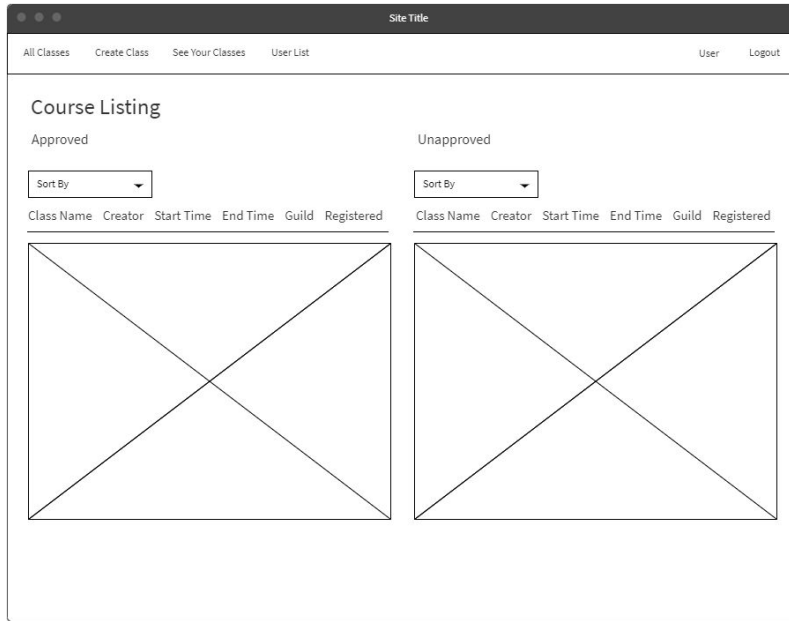 Site Title
All Classes Create Class See Your Classes User List User Logout
Course Listing
Approved
Sort By
Class Name Creator Start Time End Time Guild Registered
Unapproved
Sort By
Class Name Creator Start Time End Time Guild Registered